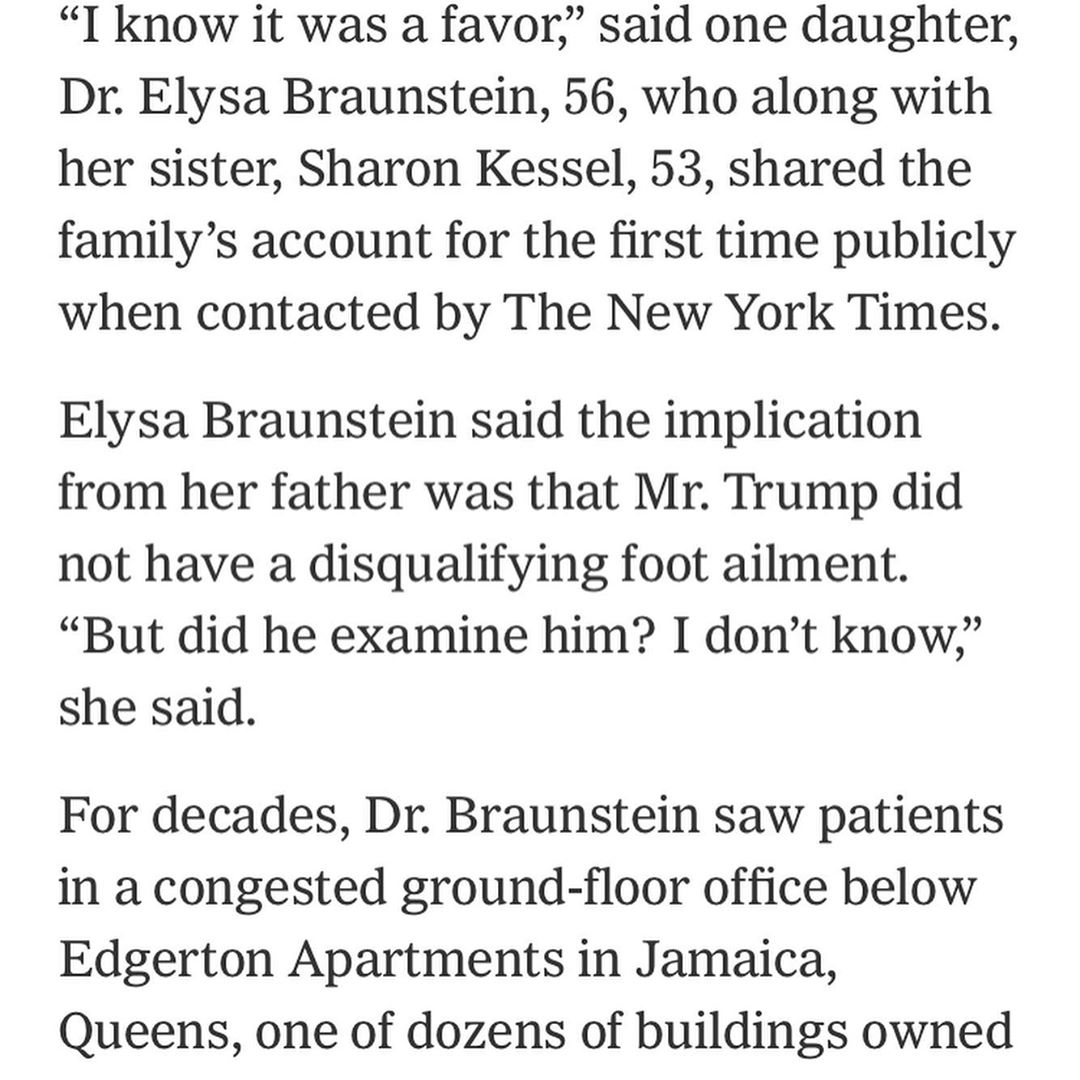 “I know it was a favor,” said one daughter,
Dr. Elysa Braunstein, 56, who along with
her sister, Sharon Kessel, 53, shared the
family’s account for the first time publicly
when contacted by The New York Times.
Elysa Braunstein said the implication
from her father was that Mr. Trump did
not have a disqualifying foot ailment.
“But did he examine him? I don’t know,”
she said.
For decades, Dr. Braunstein saw patients
in a congested ground-floor office below
Edgerton Apartments in Jamaica,
Queens, one of dozens of buildings owned